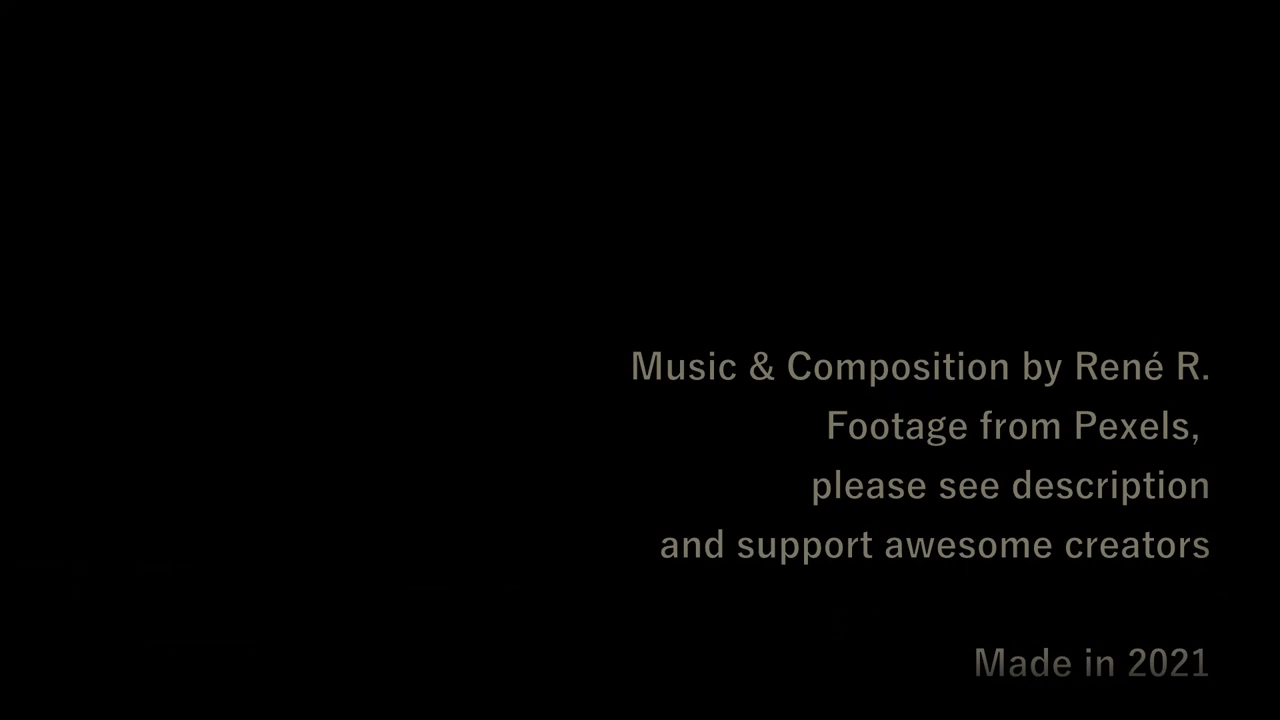 Music & Composition by René R.
Footage from Pexels,
please see description
and support awesome creators
Made in 2021